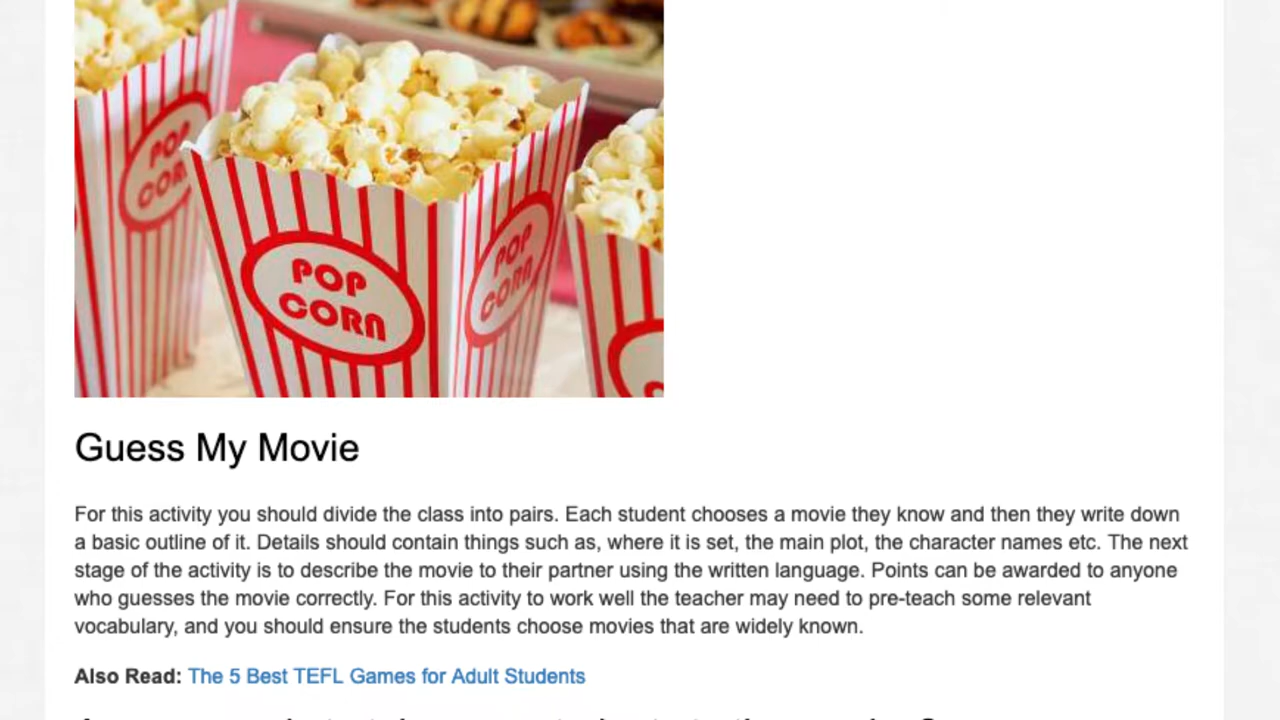 POP
CORN
POP
CORN
POP
CORN
Guess My Movie
For this activity you should divide the class into pairs. Each student chooses a movie they know and then they write down
a basic outline of it. Details should contain things such as, where it is set, the main plot, the character names etc. The next
stage of the activity is to describe the movie to their partner using the written language. Points can be awarded to anyone
who guesses the movie correctly. For this activity to work well the teacher may need to pre-teach some relevant
vocabulary, and you should ensure the students choose movies that are widely known.
Also Read: The 5 Best TEFL Games for Adult Students